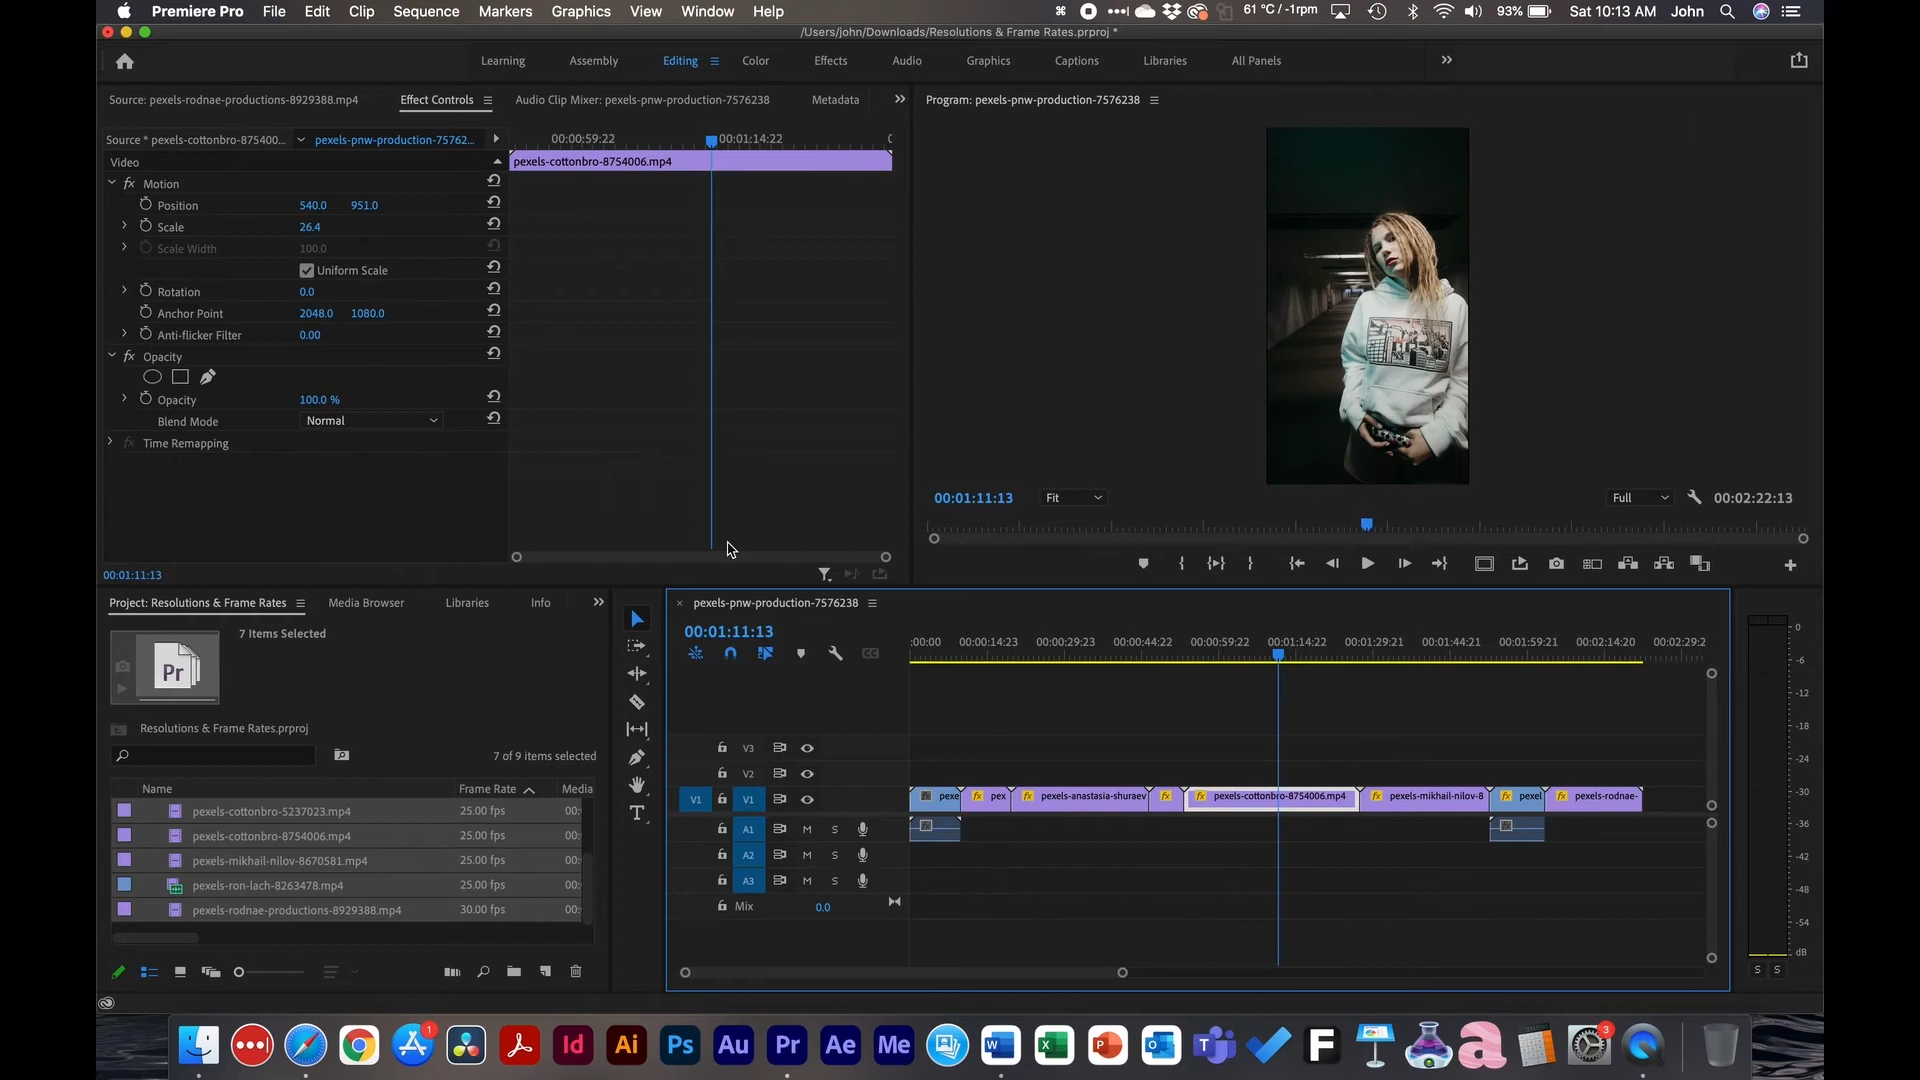 Premiere Pro File Edit Clip Sequence Markers Graphics View Window Help 61 °C / -1rpm 93% Sat 10:13 AM John
/Users/john/Downloads/Resolutions & Frame Rates.prproj *
Learning Assembly Editing Color Effects Audio Graphics Captions Libraries All Panels
Source: pexels-rodnae-productions-8929388.mp4 Effect Controls Audio Clip Mixer: pexels-pnw-production-7576238 Metadata
Program: pexels-pnw-production-7576238
Source * pexels-cottonbro-875400... pexels-pnw-production-75762...
00:00:59:22 00:01:14:22
Video
pexels-cottonbro-8754006.mp4
fx Motion
Position 540.0 951.0
Scale 26.4
Scale Width 100.0
Uniform Scale
Rotation 0.0
Anchor Point 2048.0 1080.0
Anti-flicker Filter 0.00
fx Opacity
Opacity 100.0 %
Blend Mode Normal
fx Time Remapping
00:01:11:13 Fit Full 00:02:22:13
00:01:11:13
Project: Resolutions & Frame Rates Media Browser Libraries Info
Pr
7 Items Selected
Resolutions & Frame Rates.prproj
7 of 9 items selected
Name Frame Rate Media
pexels-cottonbro-5237023.mp4 25.00 fps 00:
pexels-cottonbro-8754006.mp4 25.00 fps 00:
pexels-mikhail-nilov-8670581.mp4 25.00 fps 00:
pexels-ron-lach-8263478.mp4 25.00 fps 00:
pexels-rodnae-productions-8929388.mp4 30.00 fps 00:
T
× pexels-pnw-production-7576238
00:01:11:13
:00:00 00:00:14:23 00:00:29:23 00:00:44:22 00:00:59:22 00:01:14:22 00:01:29:21 00:01:44:21 00:01:59:21 00:02:14:20 00:02:29:2
CC
V3
V2
V1 V1 fx pexe fx pex fx pexels-anastasia-shuraev fx fx pexels-cottonbro-8754006.mp4 fx pexels-mikhail-nilov-8 fx pexel fx pexels-rodnae-
A1 M S
A2 M S
A3 M S
Mix 0.0
0
-6
-12
-18
-24
-30
-36
-42
-48
-54
dB
S S
1 Id Ai Ps Au Pr Ae Me W X P O T F a 3